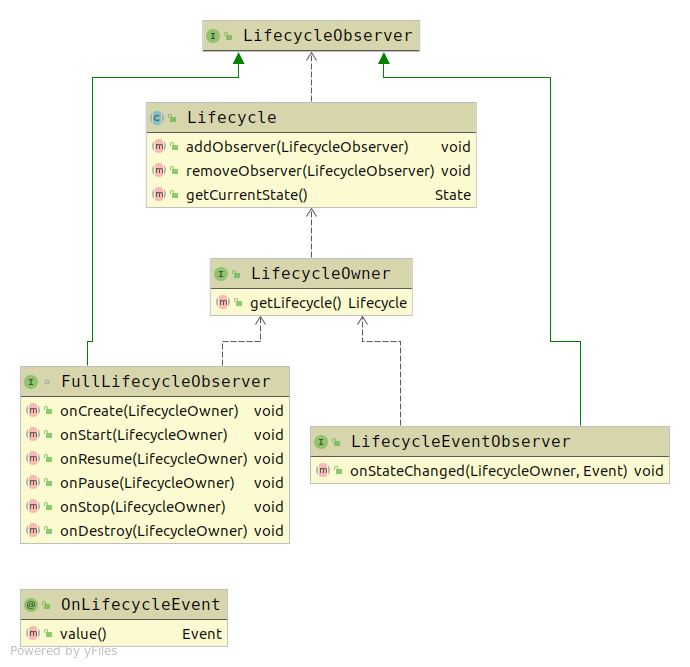 LifecycleObserver
Lifecycle
addObserver(LifecycleObserver) void
removeObserver(LifecycleObserver) void
getCurrentState() State
LifecycleOwner
getLifecycle() Lifecycle
FullLifecycleObserver
onCreate(LifecycleOwner) void
onStart(LifecycleOwner) void
onResume(LifecycleOwner) void
onPause(LifecycleOwner) void
onStop(LifecycleOwner) void
onDestroy(LifecycleOwner) void
LifecycleEventObserver
onStateChanged(LifecycleOwner, Event) void
OnLifecycleEvent
value() Event
Powered by yFiles